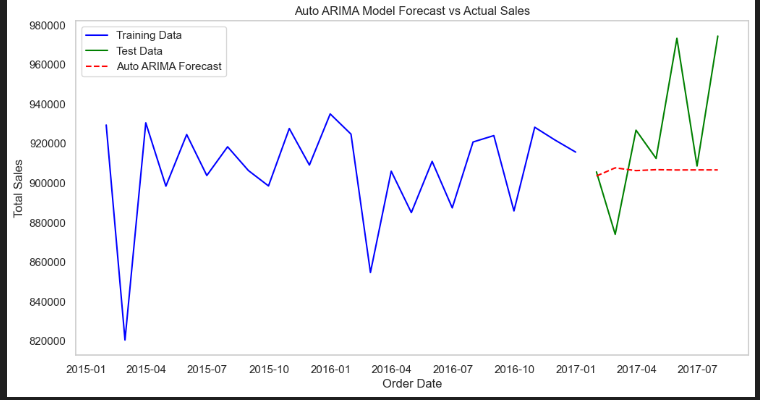 Auto ARIMA Model Forecast vs Actual Sales
980000
960000
940000
920000
900000
880000
860000
840000
820000
Total Sales
Training Data
Test Data
Auto ARIMA Forecast
2015-01 2015-04 2015-07 2015-10 2016-01 2016-04 2016-07 2016-10 2017-01 2017-04 2017-07
Order Date